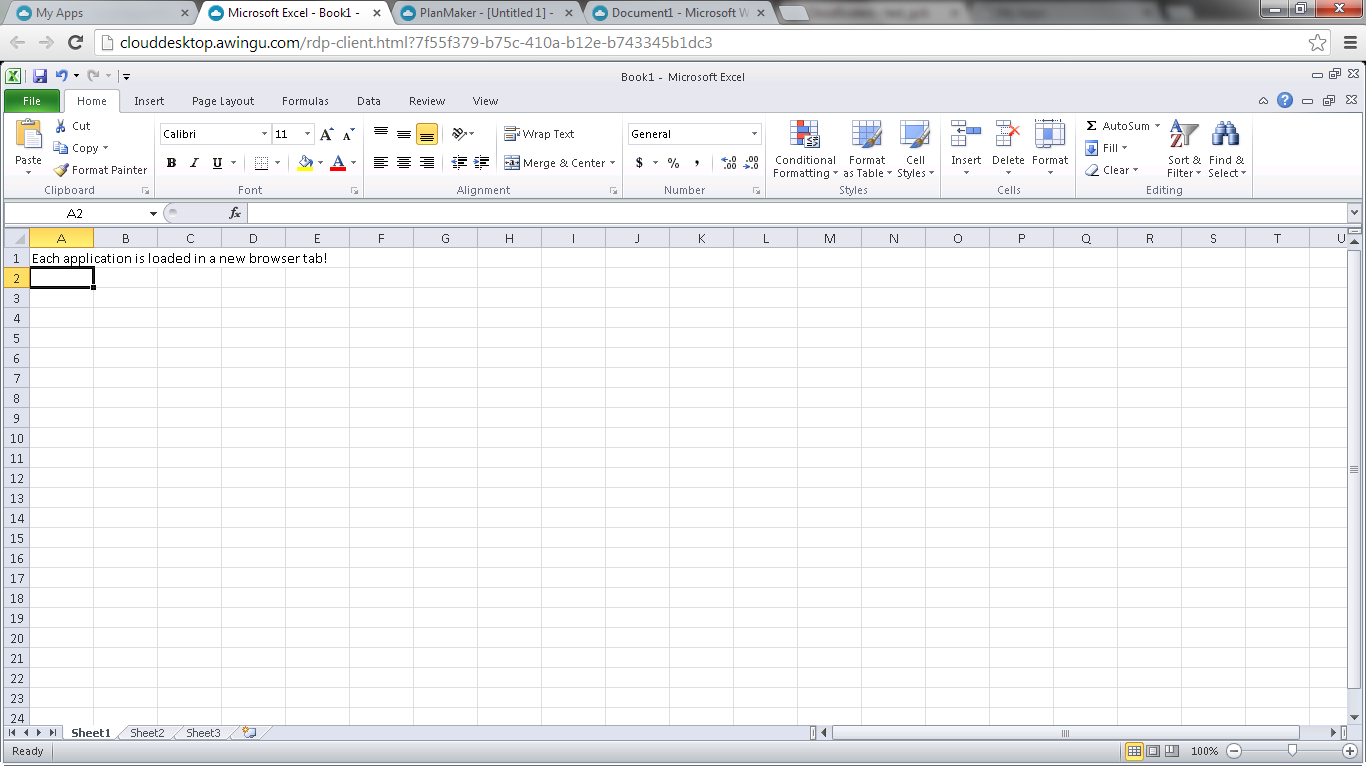 My Apps
Microsoft Excel - Book1 -
PlanMaker - [Untitled 1] -
Document1 - Microsoft W
clouddesktop.awingu.com/rdp-client.html?7f55f379-b75c-410a-b12e-b743345b1dc3
Book1 - Microsoft Excel
File Home Insert Page Layout Formulas Data Review View
Paste
Cut
Copy
Format Painter
Clipboard
Calibri 11
B I U
Font
Wrap Text
Merge & Center
Alignment
General
$ % ,
Number
Conditional Formatting
Format as Table
Cell Styles
Styles
Insert
Delete
Format
Cells
AutoSum
Fill
Clear
Sort & Filter
Find & Select
Editing
A2 fx
A B C D E F G H I J K L M N O P Q R S T U
1 Each application is loaded in a new browser tab!
2
3
4
5
6
7
8
9
10
11
12
13
14
15
16
17
18
19
20
21
22
23
24
Sheet1 Sheet2 Sheet3
Ready 100%